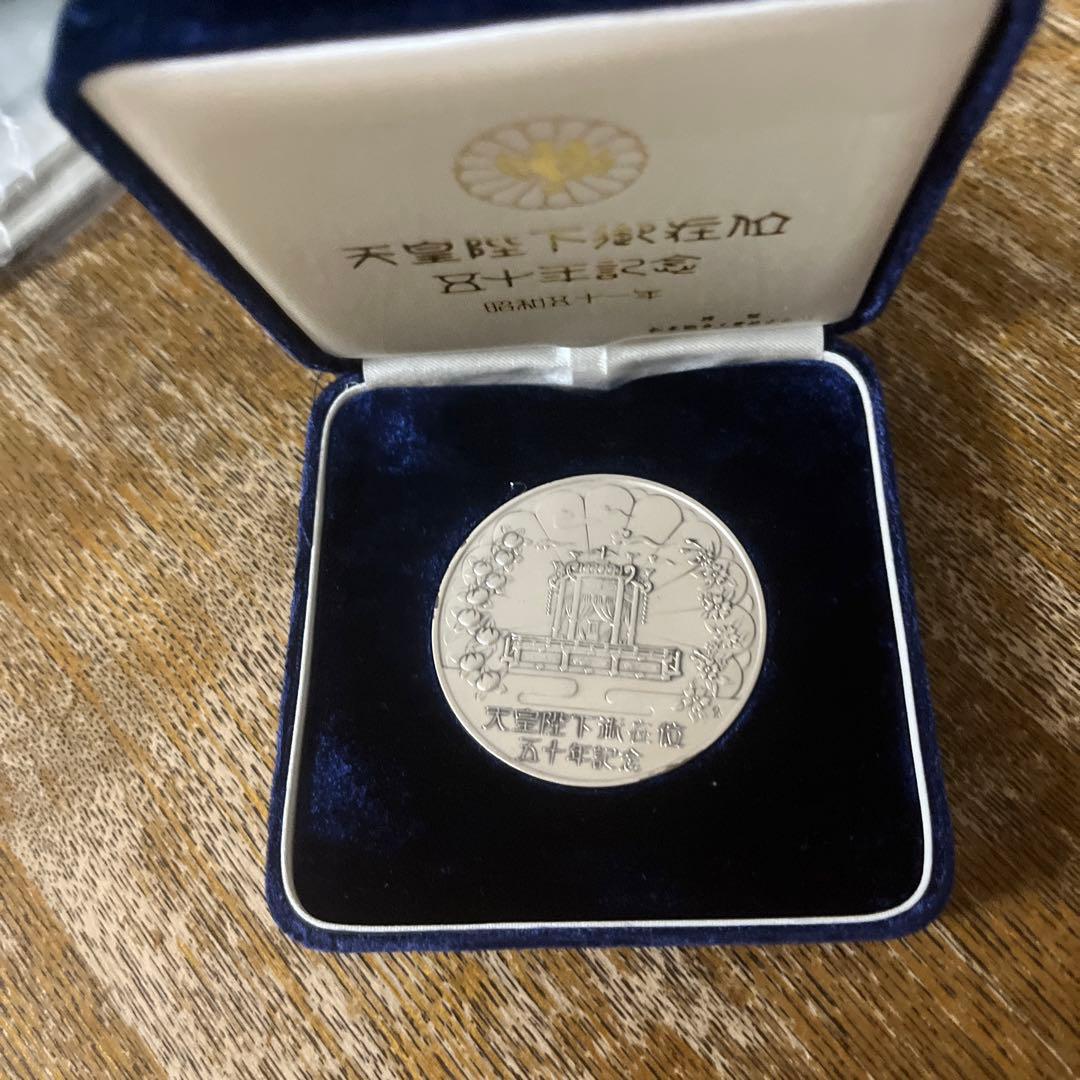 天皇陛下御在位
五十年記念
昭和五十一年
天皇陛下御在位
五十年記念